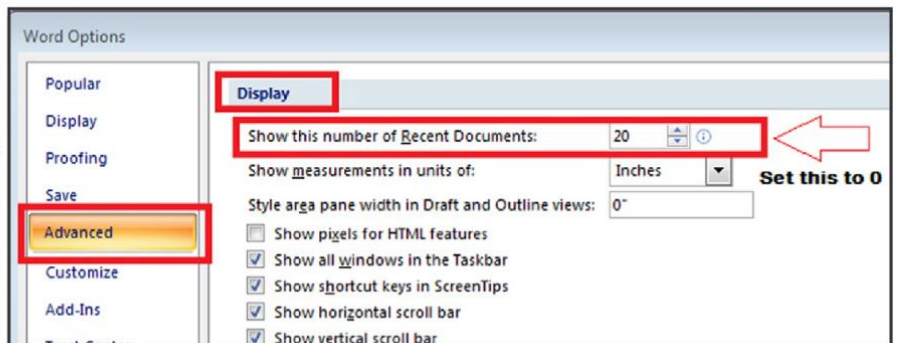 Word Options
Popular
Display
Proofing
Save
Advanced
Customize
Add-Ins
Display
Show this number of Recent Documents: 20
Show measurements in units of: Inches
Set this to 0
Style area pane width in Draft and Outline views: 0"
Show pixels for HTML features
Show all windows in the Taskbar
Show shortcut keys in ScreenTips
Show horizontal scroll bar
Show vertical scroll bar